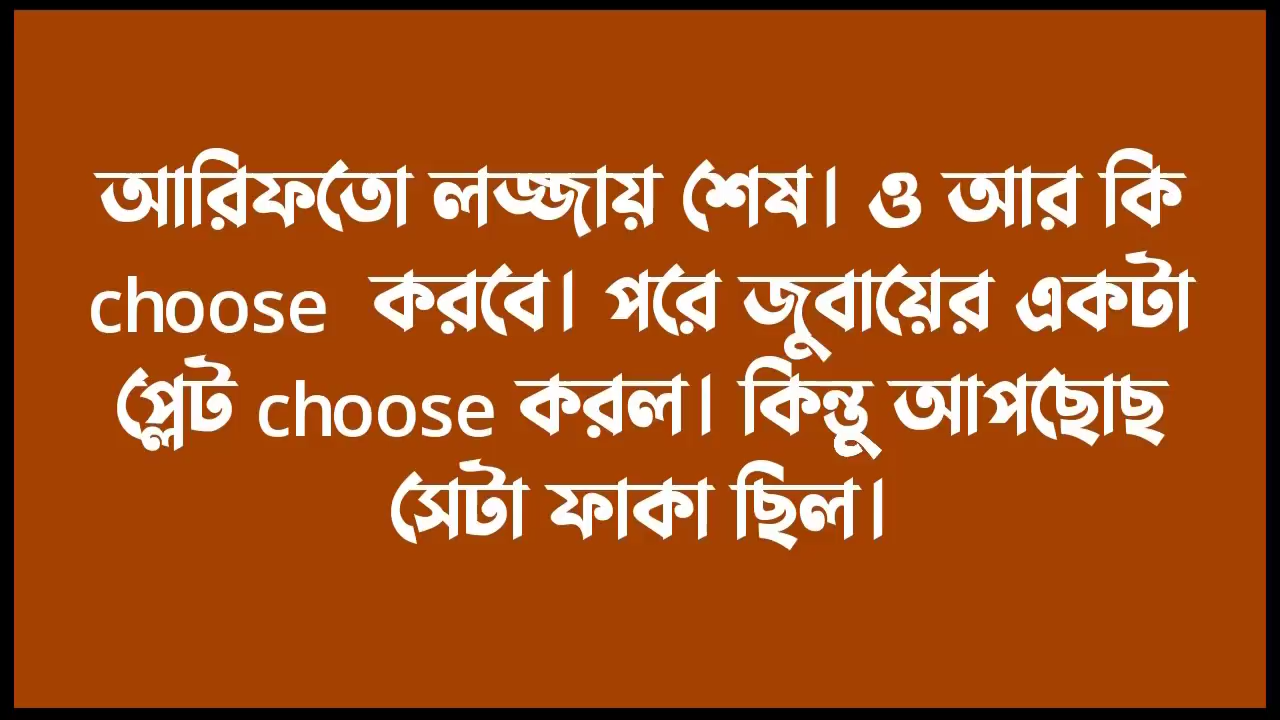 আরিফতো লজ্জায় শেষ। ও আর কি
choose করবে। পরে জুবায়ের একটা
প্লেট choose করল। কিন্তু আপছোছ
সেটা ফাকা ছিল।